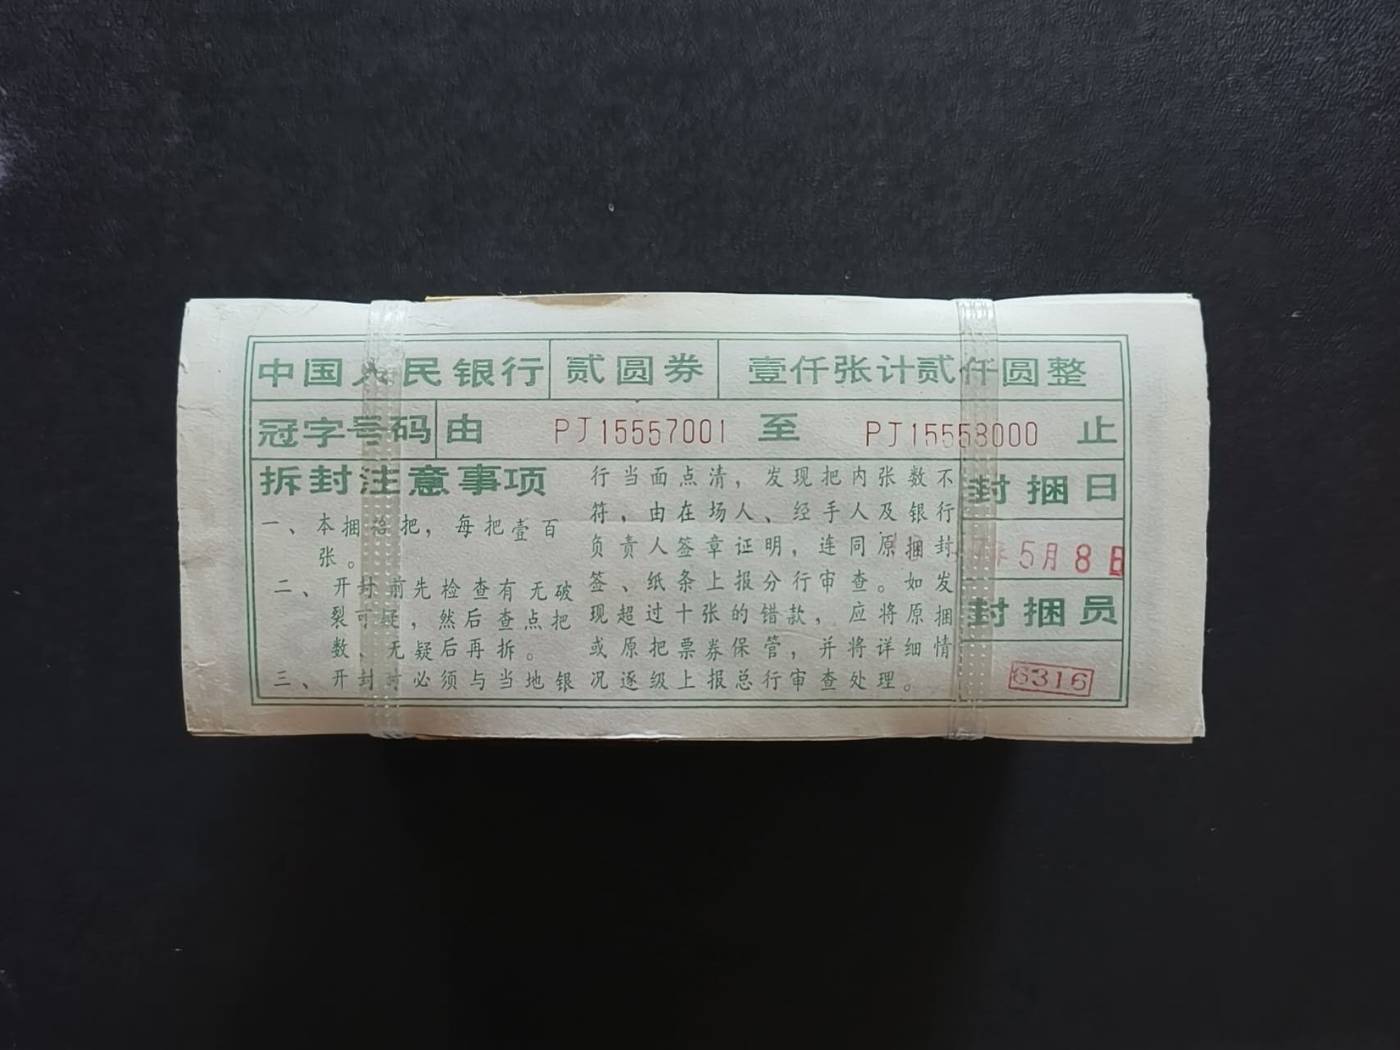 中国人民银行 贰圆券 壹仟张计贰仟圆整
冠字号码 由 PJ15557001 至 PJ15558000 止
拆封注意事项
一、本捆拾把，每把壹百
张。
二、开封前先检查有无破
裂可疑，然后查点把
数、无疑后再拆。
三、开封时必须与当地银
行当面点清，发现把内张数不
符，由在场人、经手人及银行
负责人签章证明，连同原捆封
签、纸条上报分行审查。如发
现超过十张的错款，应将原捆
或原把票券保管，并将详细情
况逐级上报总行审查处理。
封捆日
年5月8日
封捆员
6316